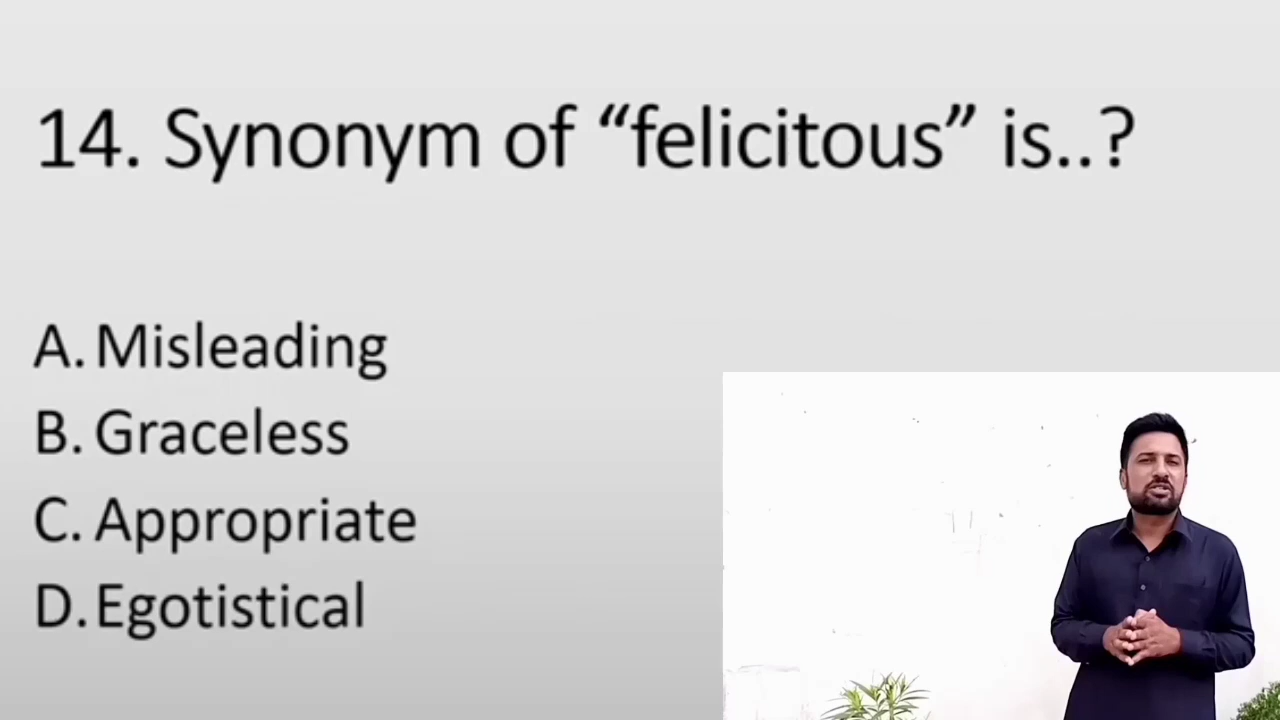 14. Synonym of “felicitous” is..?
A. Misleading
B. Graceless
C. Appropriate
D. Egotistical